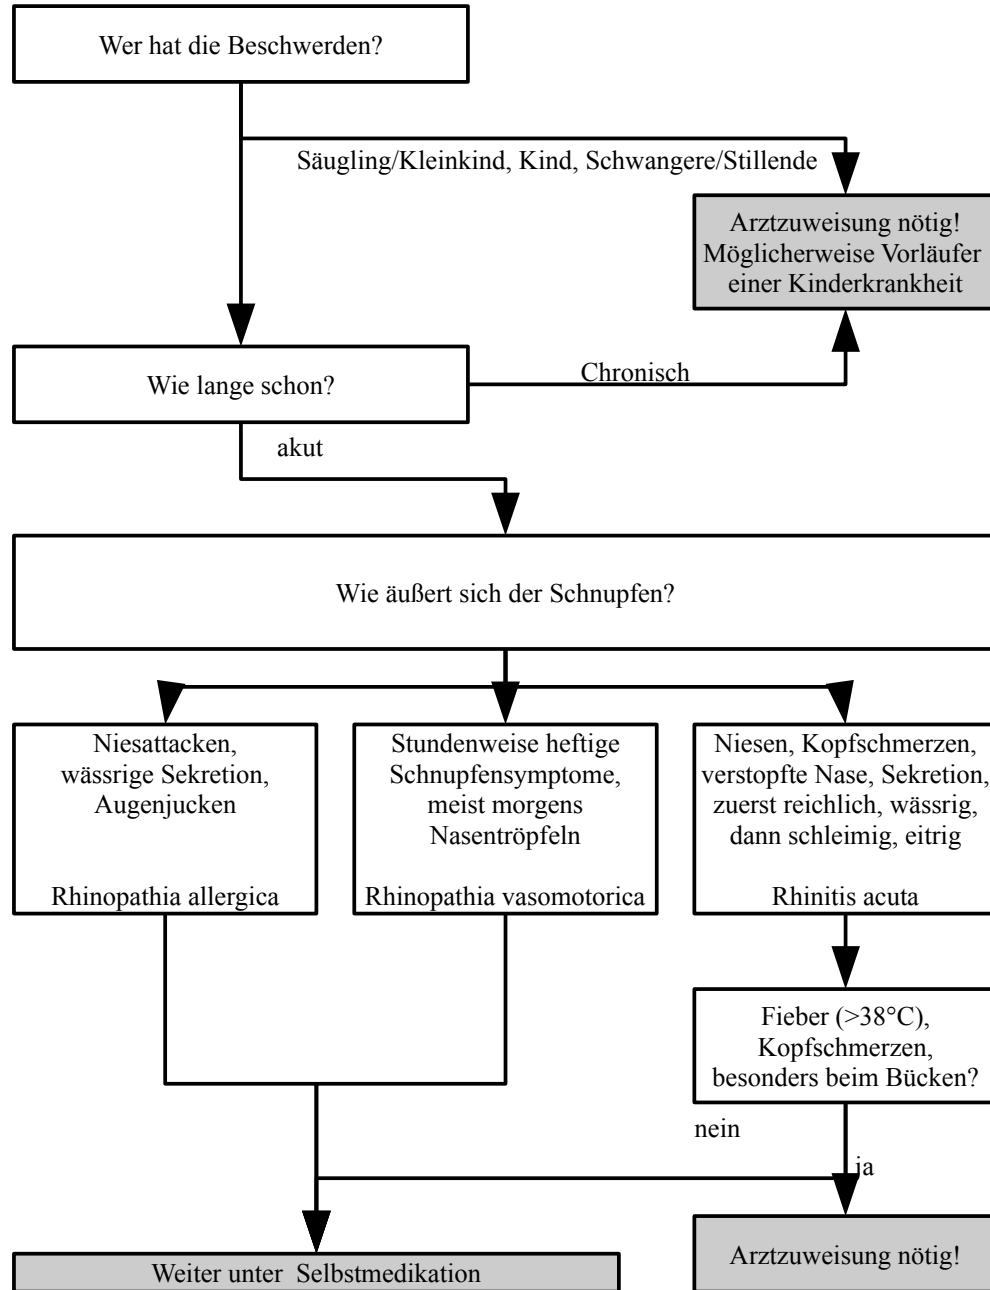 Wer hat die Beschwerden?
Säugling/Kleinkind, Kind, Schwangere/Stillende
Arztzuweisung nötig!
Möglicherweise Vorläufer
einer Kinderkrankheit
Wie lange schon?
Chronisch
akut
Wie äußert sich der Schnupfen?
Niesattacken,
wässrige Sekretion,
Augenjucken
Rhinopathia allergica
Stundenweise heftige
Schnupfensymptome,
meist morgens
Nasentröpfeln
Rhinopathia vasomotorica
Niesen, Kopfschmerzen,
verstopfte Nase, Sekretion,
zuerst reichlich, wässrig,
dann schleimig, eitrig
Rhinitis acuta
Fieber (>38°C),
Kopfschmerzen,
besonders beim Bücken?
nein
ja
Arztzuweisung nötig!
Weiter unter Selbstmedikation